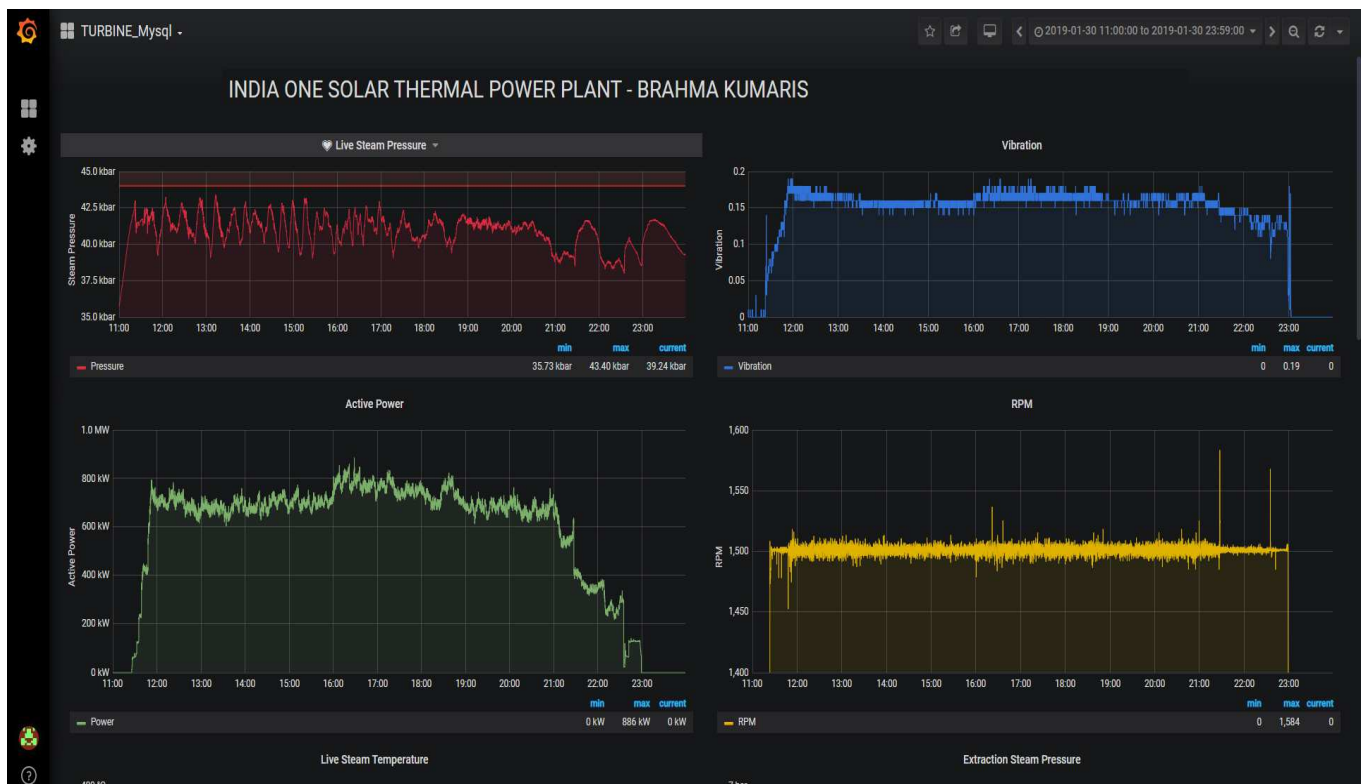 TURBINE_Mysql
2019-01-30 11:00:00 to 2019-01-30 23:59:00
INDIA ONE SOLAR THERMAL POWER PLANT - BRAHMA KUMARIS
Live Steam Pressure
45.0 kbar
42.5 kbar
40.0 kbar
37.5 kbar
35.0 kbar
Steam Pressure
11:00 12:00 13:00 14:00 15:00 16:00 17:00 18:00 19:00 20:00 21:00 22:00 23:00
min max current
Pressure 35.73 kbar 43.40 kbar 39.24 kbar
Vibration
0.2
0.15
0.1
0.05
0
Vibration
11:00 12:00 13:00 14:00 15:00 16:00 17:00 18:00 19:00 20:00 21:00 22:00 23:00
min max current
Vibration 0 0.19 0
Active Power
1.0 MW
800 kW
600 kW
400 kW
200 kW
0 kW
Active Power
11:00 12:00 13:00 14:00 15:00 16:00 17:00 18:00 19:00 20:00 21:00 22:00 23:00
min max current
Power 0 kW 886 kW 0 kW
RPM
1,600
1,550
1,500
1,450
1,400
RPM
11:00 12:00 13:00 14:00 15:00 16:00 17:00 18:00 19:00 20:00 21:00 22:00 23:00
min max current
RPM 0 1,584 0
Live Steam Temperature
Extraction Steam Pressure